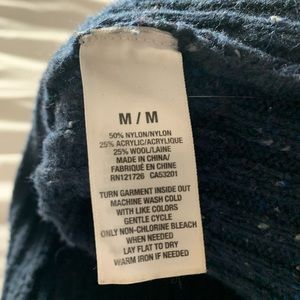 M / M
50% NYLON/NYLON
25% ACRYLIC/ACRYLIQUE
25% WOOL/LAINE
MADE IN CHINA/
FABRIQUÉ EN CHINE
RN121726 CA53201
TURN GARMENT INSIDE OUT
MACHINE WASH COLD
WITH LIKE COLORS
GENTLE CYCLE
ONLY NON-CHLORINE BLEACH
WHEN NEEDED
LAY FLAT TO DRY
WARM IRON IF NEEDED